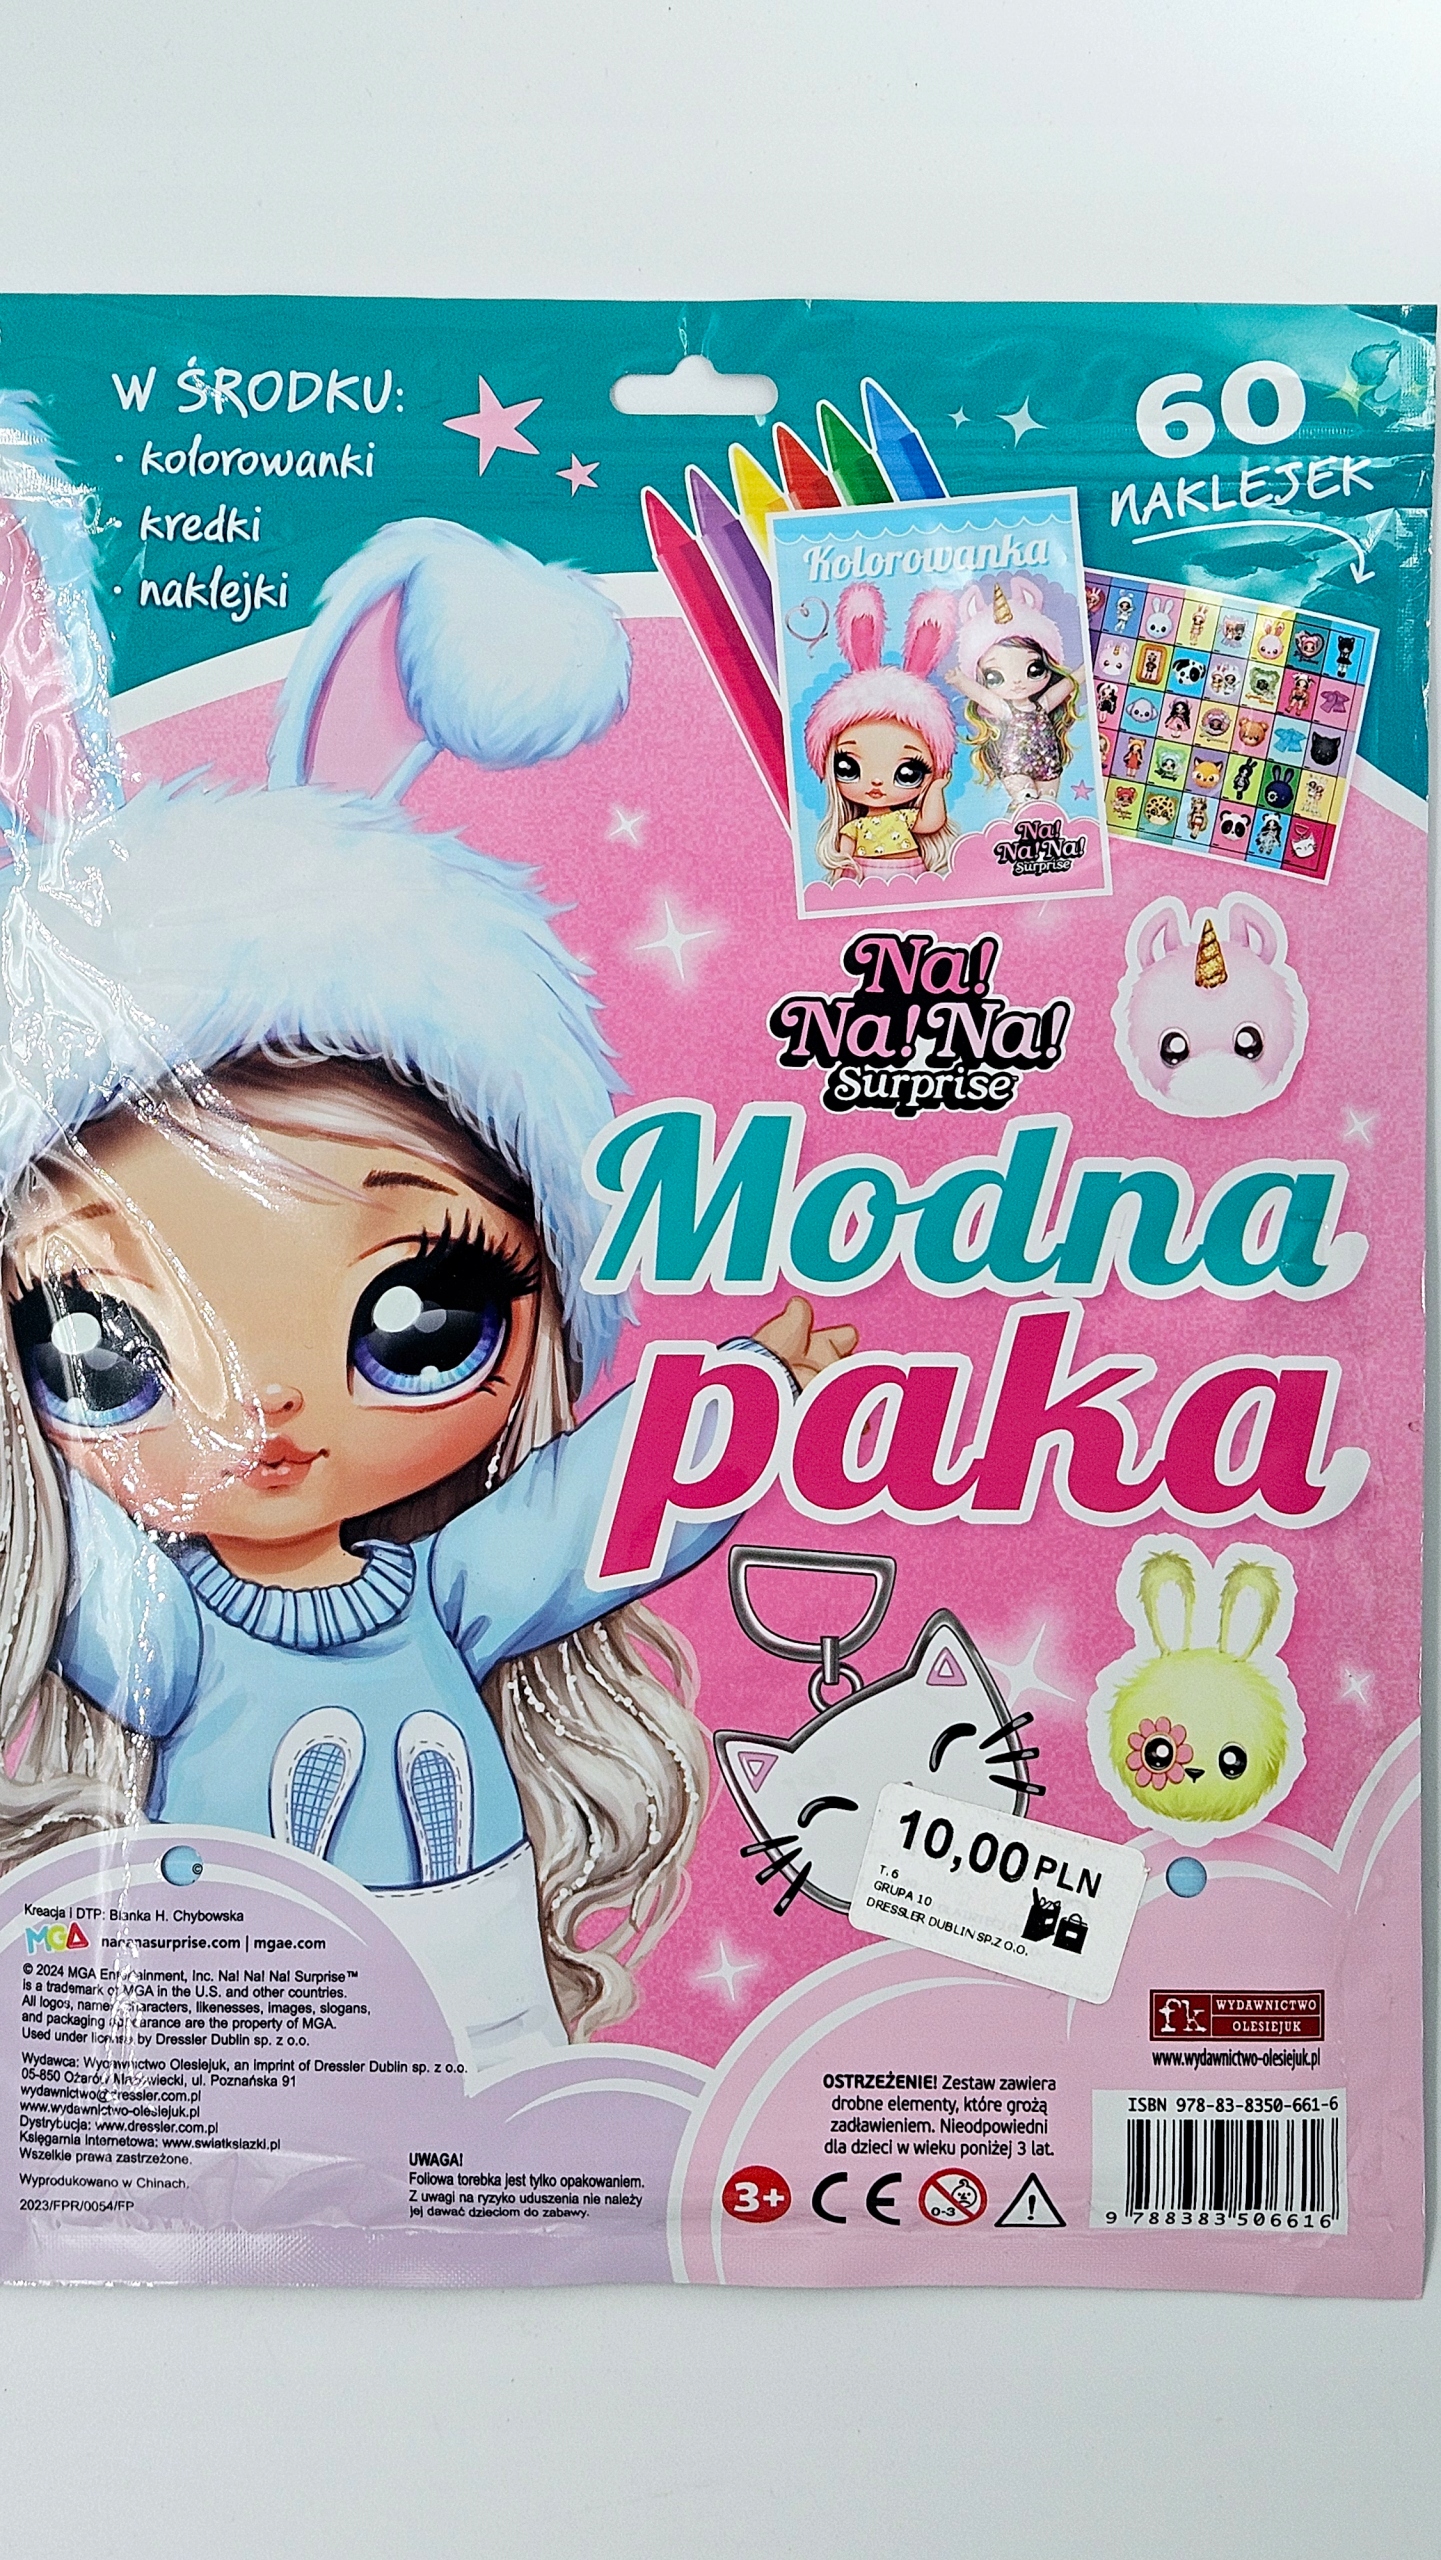 W ŚRODKU:
• kolorowanki
• kredki
• naklejki
60
NAKLEJEK
Kolorowanka
Na!
Na! Na!
Surprise
Na!
Na! Na!
Surprise™
Modna
paka
10,00 PLN
T. 6
GRUPA 10
DRESSLER DUBLIN SP.Z O.O.
©
Kreacja i DTP: Bianka H. Chybowska
MGA nananasurprise.com | mgae.com
© 2024 MGA Entertainment, Inc. Na! Na! Na! Surprise™
is a trademark of MGA in the U.S. and other countries.
All logos, names, characters, likenesses, images, slogans,
and packaging appearance are the property of MGA.
Used under license by Dressler Dublin sp. z o.o.
Wydawca: Wydawnictwo Olesiejuk, an Imprint of Dressler Dublin sp. z o.o.
05-850 Ożarów Mazowiecki, ul. Poznańska 91
wydawnictwo@dressler.com.pl
www.wydawnictwo-olesiejuk.pl
Dystrybucja: www.dressler.com.pl
Księgarnia internetowa: www.swiatksiazki.pl
Wszelkie prawa zastrzeżone.
Wyprodukowano w Chinach.
2023/FPR/0054/FP
UWAGA!
Foliowa torebka jest tylko opakowaniem.
Z uwagi na ryzyko uduszenia nie należy
jej dawać dzieciom do zabawy.
OSTRZEŻENIE! Zestaw zawiera
drobne elementy, które grożą
zadławieniem. Nieodpowiedni
dla dzieci w wieku poniżej 3 lat.
3+ CE 0-3
fk WYDAWNICTWO
OLESIEJUK
www.wydawnictwo-olesiejuk.pl
ISBN 978-83-8350-661-6
9 788383 506616